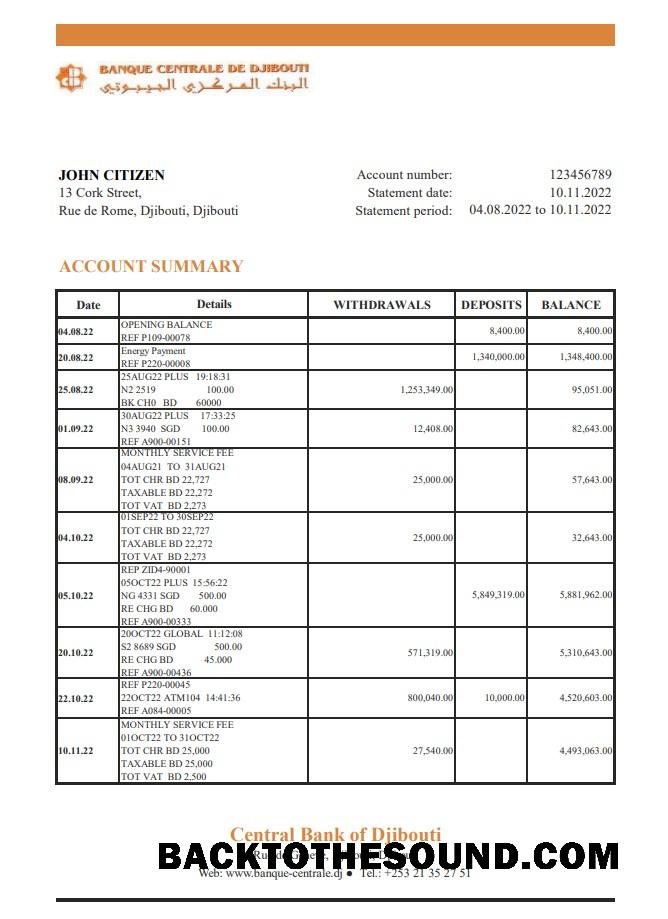 BANQUE CENTRALE DE DJIBOUTI
البنك المركزي الجيبوتي
JOHN CITIZEN
13 Cork Street,
Rue de Rome, Djibouti, Djibouti
Account number: 123456789
Statement date: 10.11.2022
Statement period: 04.08.2022 to 10.11.2022
ACCOUNT SUMMARY
Date Details WITHDRAWALS DEPOSITS BALANCE
04.08.22 OPENING BALANCE 8,400.00 8,400.00
REF P109-00078
20.08.22 Energy Payment 1,340,000.00 1,348,400.00
REF P220-00008
25AUG22 PLUS 19:18:31
25.08.22 N2 2519 100.00 1,253,349.00 95,051.00
BK CH0 BD 60000
30AUG22 PLUS 17:33:25
01.09.22 N3 3940 SGD 100.00 12,408.00 82,643.00
REF A900-00151
MONTHLY SERVICE FEE
04AUG21 TO 31AUG21
08.09.22 TOT CHR BD 22,727 25,000.00 57,643.00
TAXABLE BD 22,272
TOT VAT BD 2,273
01SEP22 TO 30SEP22
TOT CHR BD 22,727
04.10.22 TAXABLE BD 22,272 25,000.00 32,643.00
TOT VAT BD 2,273
REP ZID4-90001
05OCT22 PLUS 15:56:22
05.10.22 NG 4331 SGD 500.00 5,849,319.00 5,881,962.00
RE CHG BD 60.000
REF A900-00333
20OCT22 GLOBAL 11:12:08
20.10.22 S2 8689 SGD 500.00 571,319.00 5,310,643.00
RE CHG BD 45.000
REF A900-00436
REF P220-00045
22.10.22 22OCT22 ATM104 14:41:36 800,040.00 10,000.00 4,520,603.00
REF A084-00005
MONTHLY SERVICE FEE
01OCT22 TO 31OCT22
10.11.22 TOT CHR BD 25,000 27,540.00 4,493,063.00
TAXABLE BD 25,000
TOT VAT BD 2,500
Central Bank of Djibouti
BACKTOTHESOUND.COM
Web: www.banque-centrale.dj ● Tel.: +253 21 35 27 51